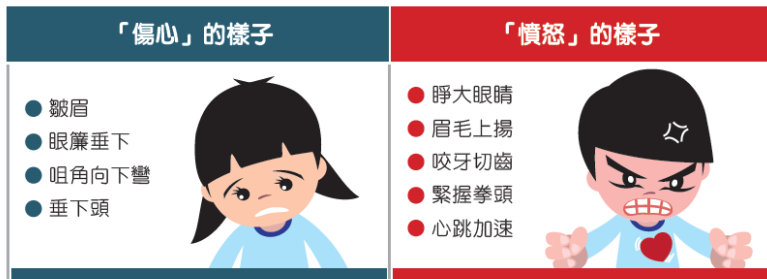 「傷心」的樣子
皺眉
眼簾垂下
咀角向下彎
垂下頭
「憤怒」的樣子
睜大眼睛
眉毛上揚
咬牙切齒
緊握拳頭
心跳加速